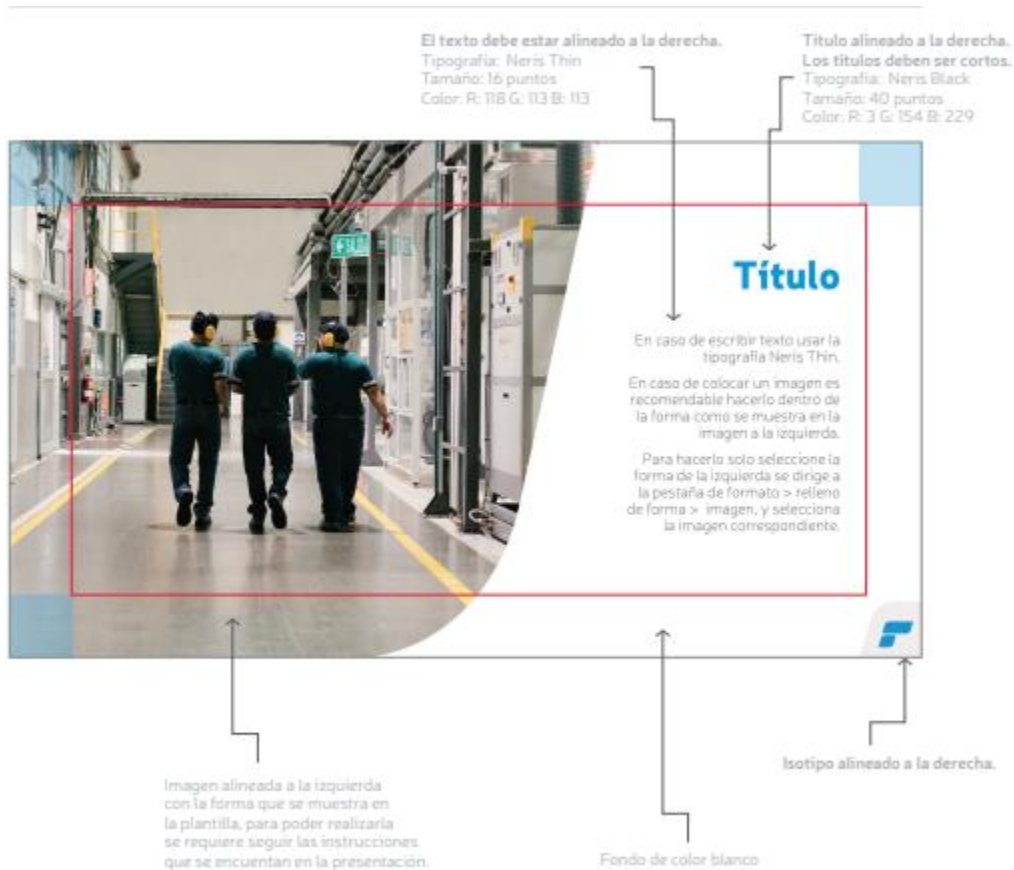 El texto debe estar alineado a la derecha.
Tipografía: Neris Thin
Tamaño: 16 puntos
Color: R: 118 G: 113 B: 113
Título alineado a la derecha.
Los títulos deben ser cortos.
Tipografía: Neris Black
Tamaño: 40 puntos
Color: R: 3 G: 154 B: 229
SALIDA
Título
En caso de escribir texto usar la
tipografía Neris Thin.
En caso de colocar un imagen es
recomendable hacerlo dentro de
la forma como se muestra en la
imagen a la izquierda.
Para hacerlo solo seleccione la
forma de la izquierda se dirige a
la pestaña de formato > relleno
de forma > imagen, y selecciona
la imagen correspondiente.
Isotipo alineado a la derecha.
Imagen alineada a la izquierda
con la forma que se muestra en
la plantilla, para poder realizarla
se requiere seguir las instrucciones
que se encuentan en la presentación.
Fondo de color blanco